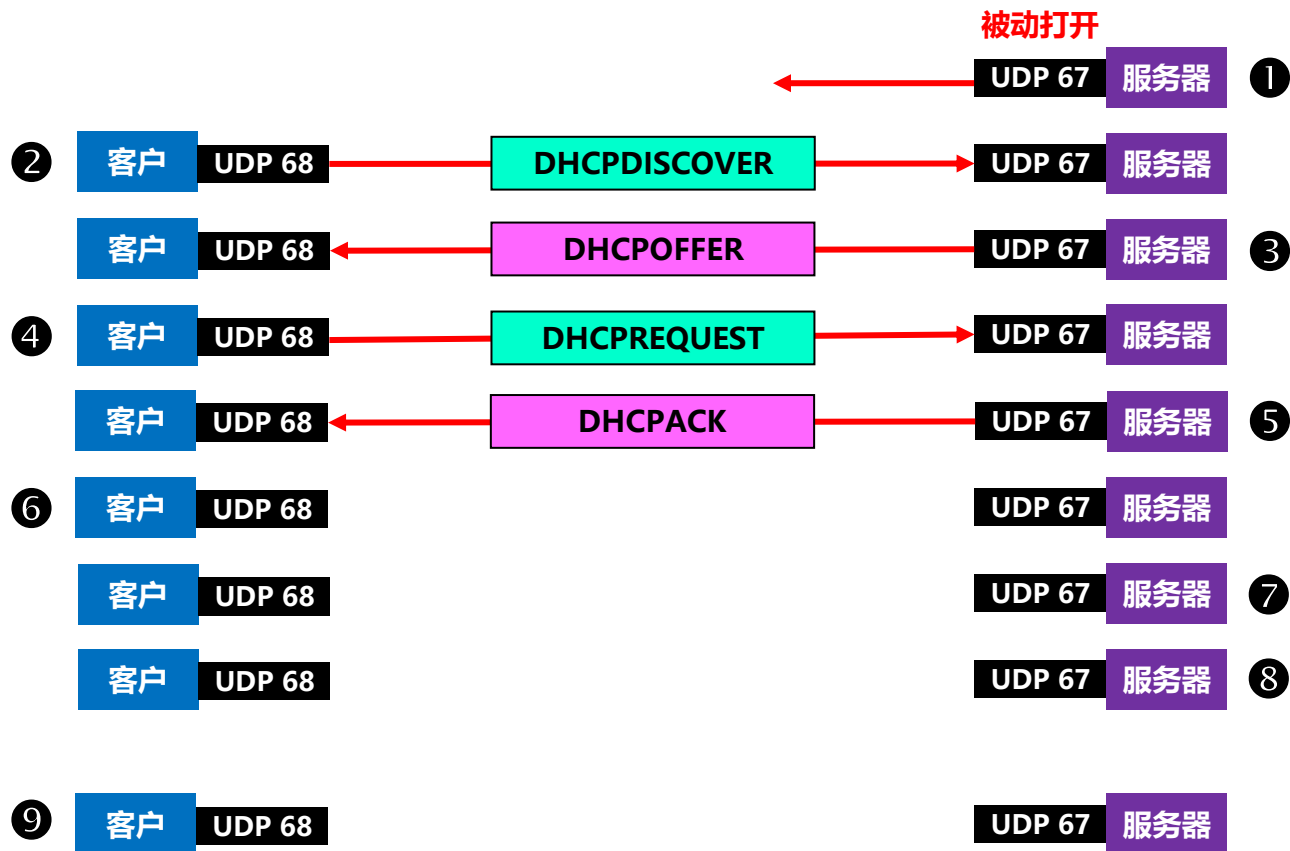 被动打开
UDP 67 服务器 ❶
❷ 客户 UDP 68 DHCPDISCOVER UDP 67 服务器
客户 UDP 68 DHCPOFFER UDP 67 服务器 ❸
❹ 客户 UDP 68 DHCPREQUEST UDP 67 服务器
客户 UDP 68 DHCPACK UDP 67 服务器 ❺
❻ 客户 UDP 68 UDP 67 服务器
客户 UDP 68 UDP 67 服务器 ❼
客户 UDP 68 UDP 67 服务器 ❽
❾ 客户 UDP 68 UDP 67 服务器